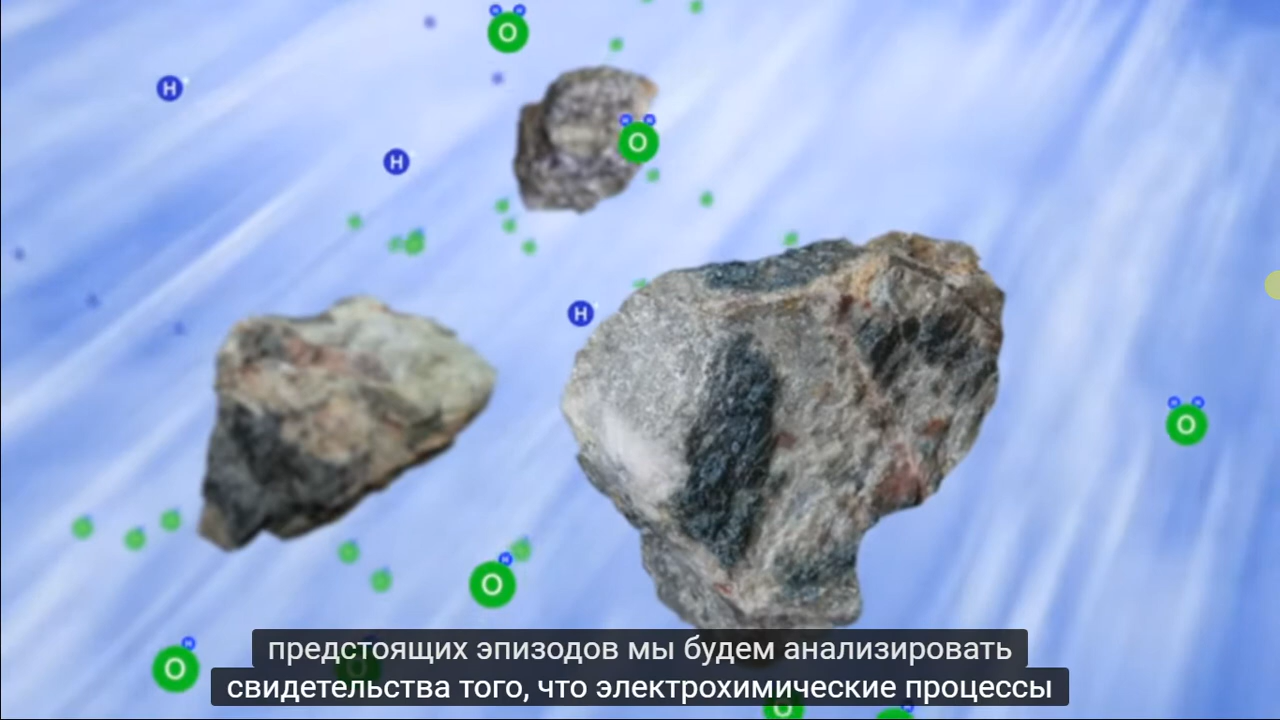 H H
O
H
H H
O
H
H
H H
O
H
O
H
O
предстоящих эпизодов мы будем анализировать
свидетельства того, что электрохимические процессы
O